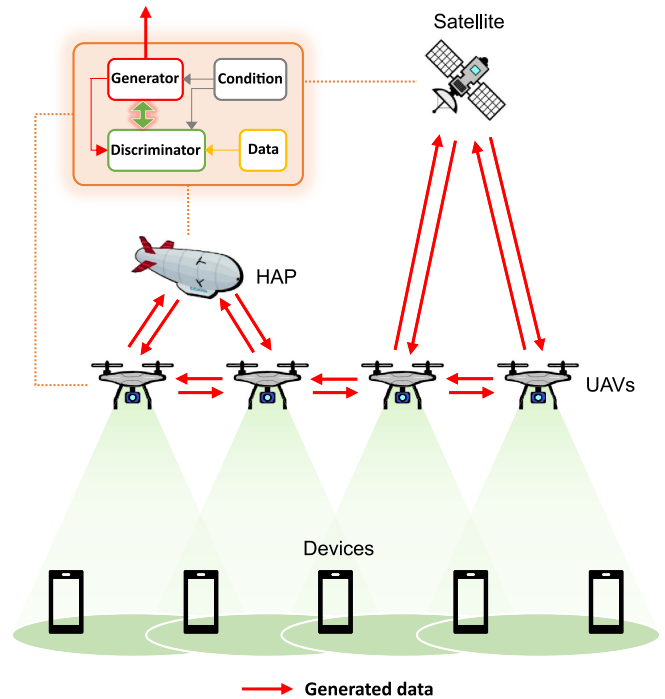 Satellite
Generator
Condition
Discriminator
Data
HAP
UAVs
Devices
Generated data